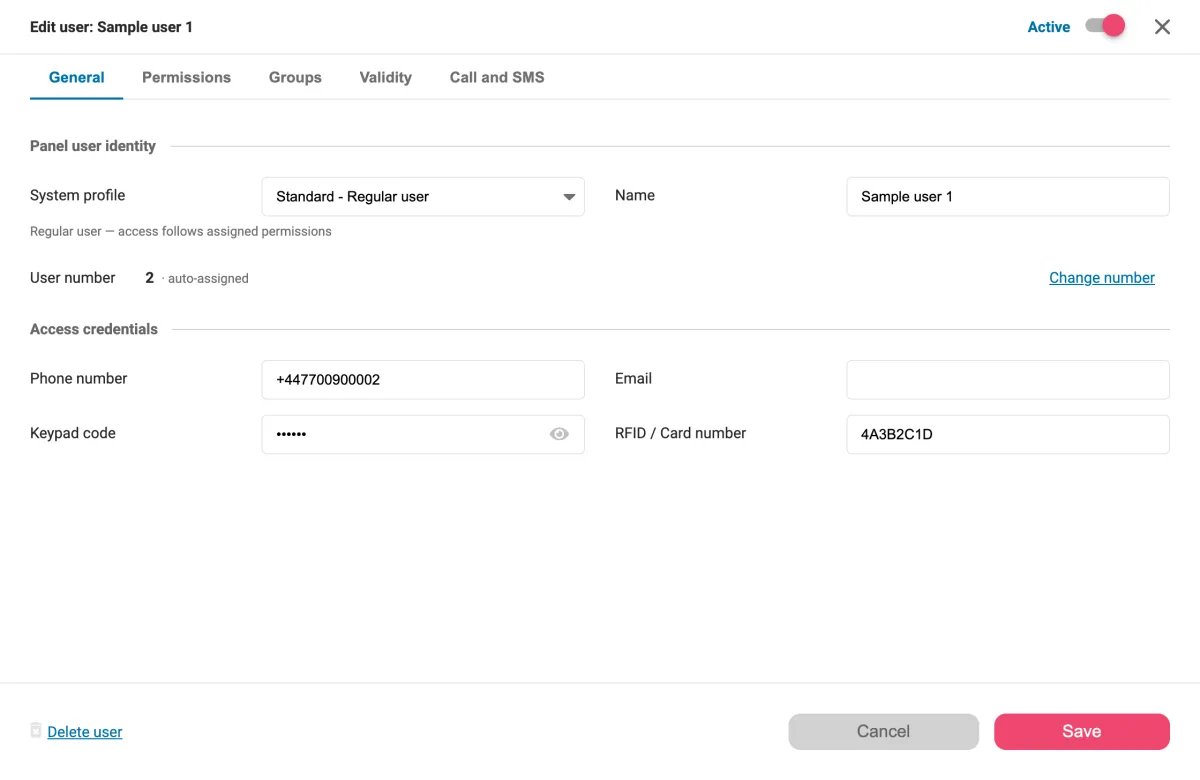 Edit user: Sample user 1
Active
General Permissions Groups Validity Call and SMS
Panel user identity
System profile Standard - Regular user Name Sample user 1
Regular user — access follows assigned permissions
User number 2 · auto-assigned Change number
Access credentials
Phone number +447700900002 Email
Keypad code •••••• RFID / Card number 4A3B2C1D
Delete user Cancel Save